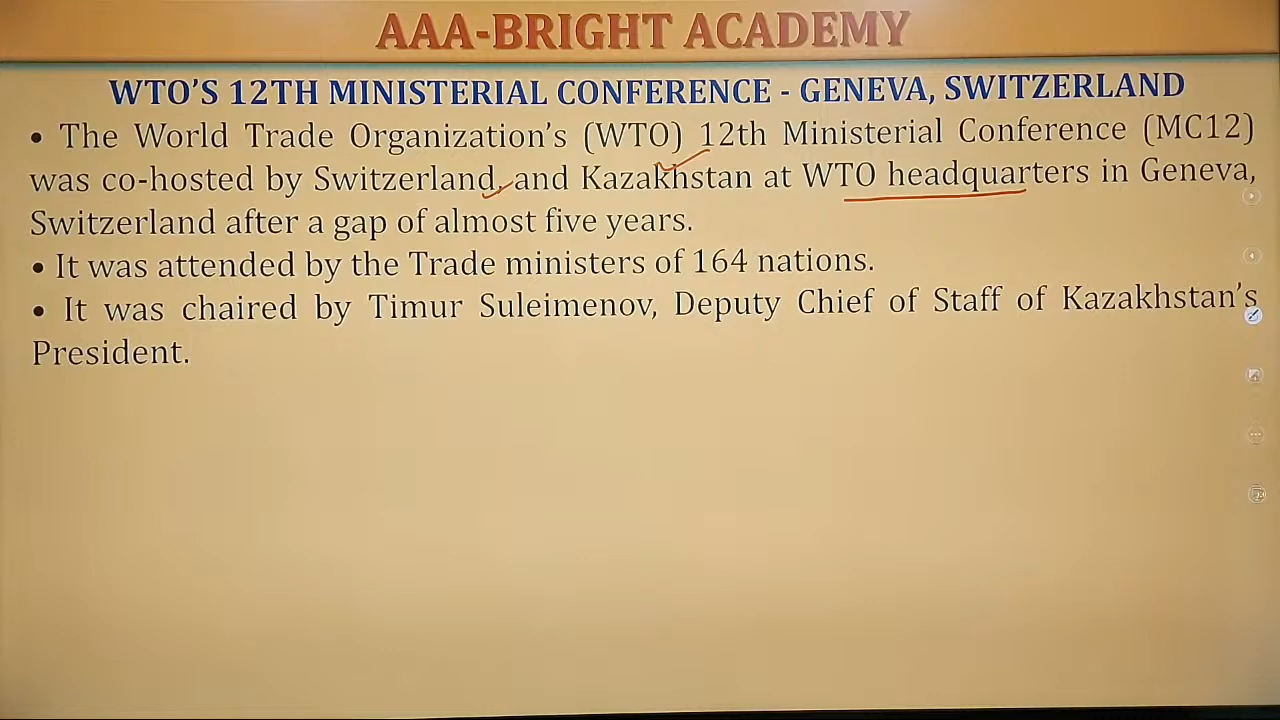 AAA-BRIGHT ACADEMY
WTO'S 12TH MINISTERIAL CONFERENCE - GENEVA, SWITZERLAND
• The World Trade Organization's (WTO) 12th Ministerial Conference (MC12)
was co-hosted by Switzerland, and Kazakhstan at WTO headquarters in Geneva,
Switzerland after a gap of almost five years.
• It was attended by the Trade ministers of 164 nations.
• It was chaired by Timur Suleimenov, Deputy Chief of Staff of Kazakhstan's
President.